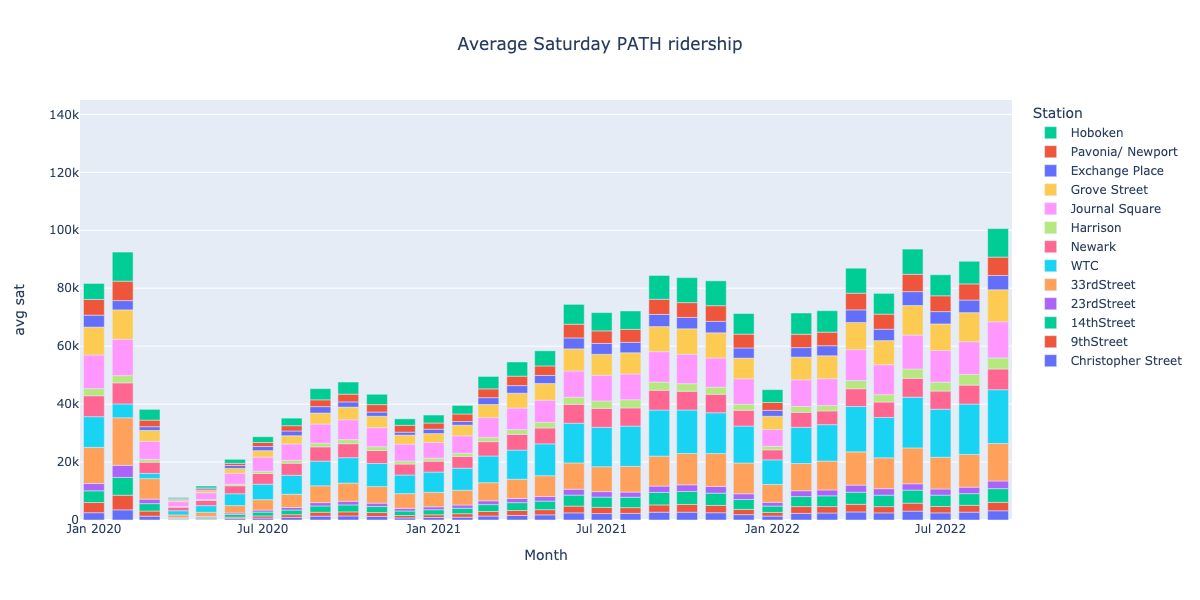 Average Saturday PATH ridership
140k
120k
100k
80k
60k
40k
20k
0
avg sat
Jan 2020
Jul 2020
Jan 2021
Jul 2021
Jan 2022
Jul 2022
Month
Station
Hoboken
Pavonia/ Newport
Exchange Place
Grove Street
Journal Square
Harrison
Newark
WTC
33rdStreet
23rdStreet
14thStreet
9thStreet
Christopher Street